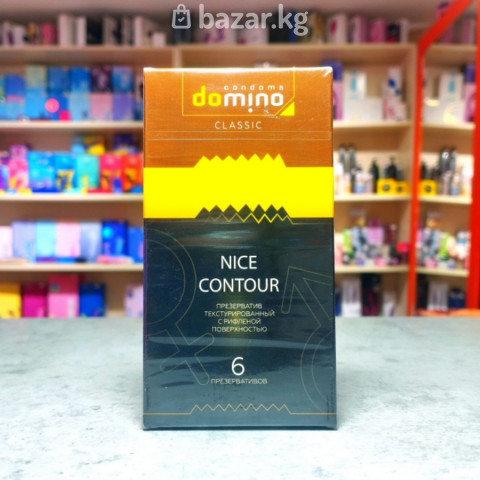 bazar.kg
condoms
domino
CLASSIC
NICE
CONTOUR
ПРЕЗЕРВАТИВ
ТЕКСТУРИРОВАННЫЙ
С РИФЛЕНОЙ
ПОВЕРХНОСТЬЮ
6
ПРЕЗЕРВАТИВОВ